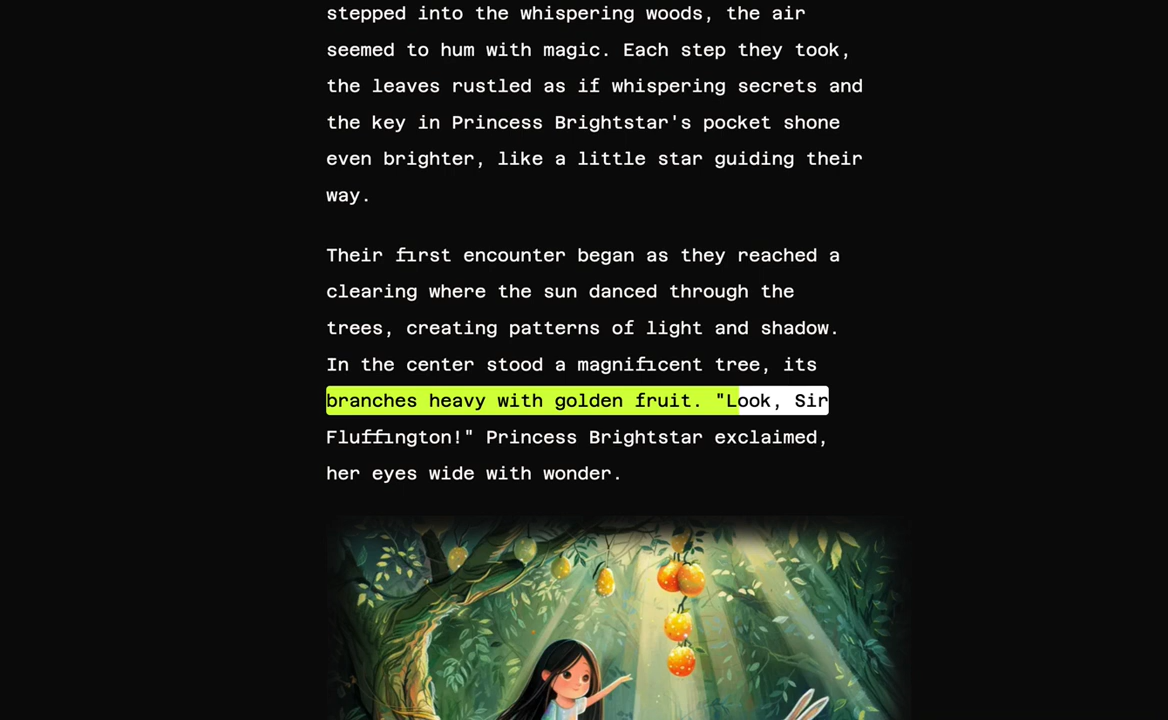 stepped into the whispering woods, the air
seemed to hum with magic. Each step they took,
the leaves rustled as if whispering secrets and
the key in Princess Brightstar's pocket shone
even brighter, like a little star guiding their
way.
Their first encounter began as they reached a
clearing where the sun danced through the
trees, creating patterns of light and shadow.
In the center stood a magnificent tree, its
branches heavy with golden fruit. "Look, Sir
Fluffington!" Princess Brightstar exclaimed,
her eyes wide with wonder.